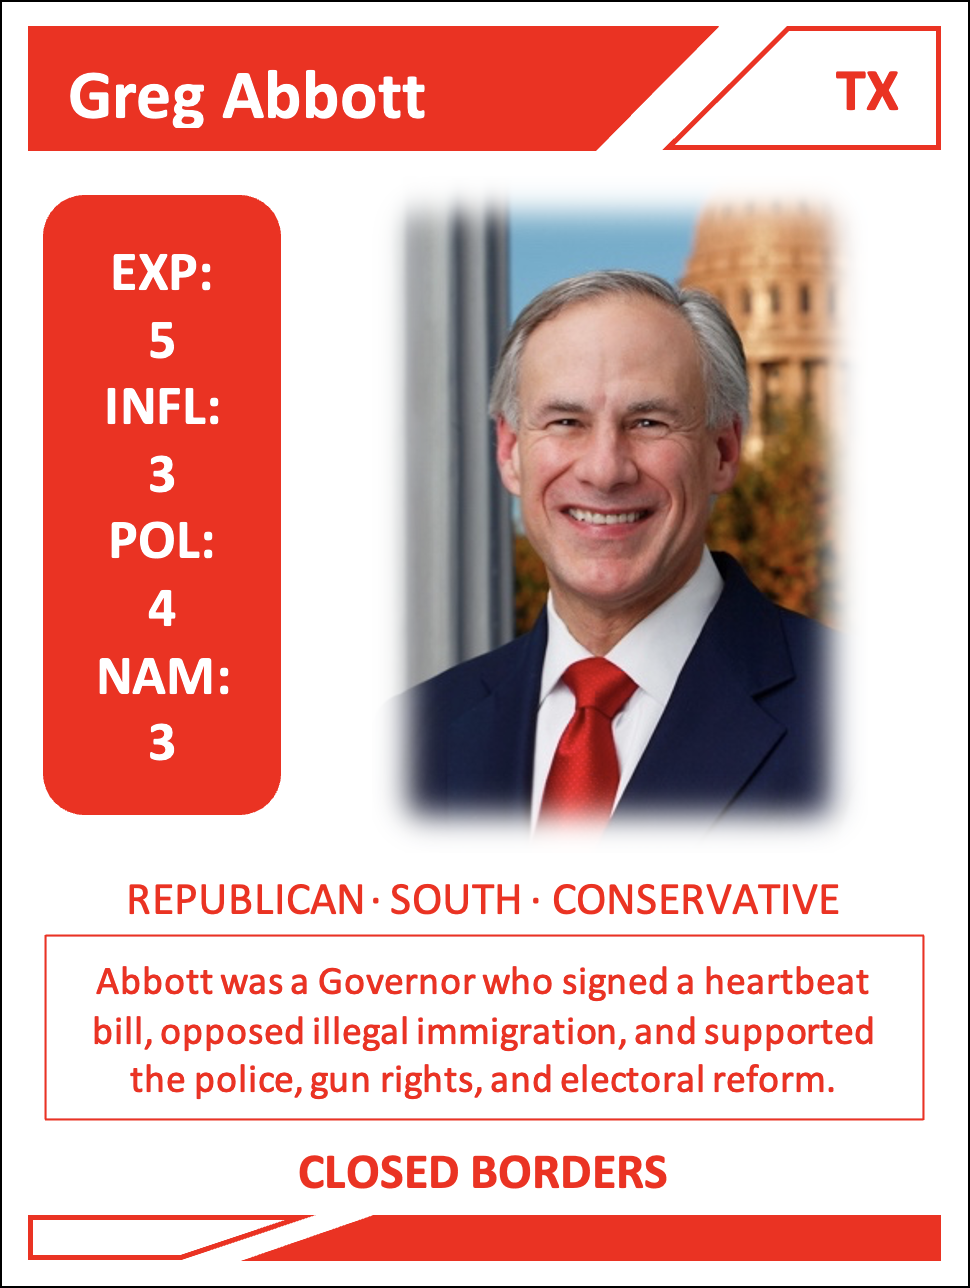 Greg Abbott
TX
EXP:
5
INFL:
3
POL:
4
NAM:
3
REPUBLICAN · SOUTH · CONSERVATIVE
Abbott was a Governor who signed a heartbeat
bill, opposed illegal immigration, and supported
the police, gun rights, and electoral reform.
CLOSED BORDERS